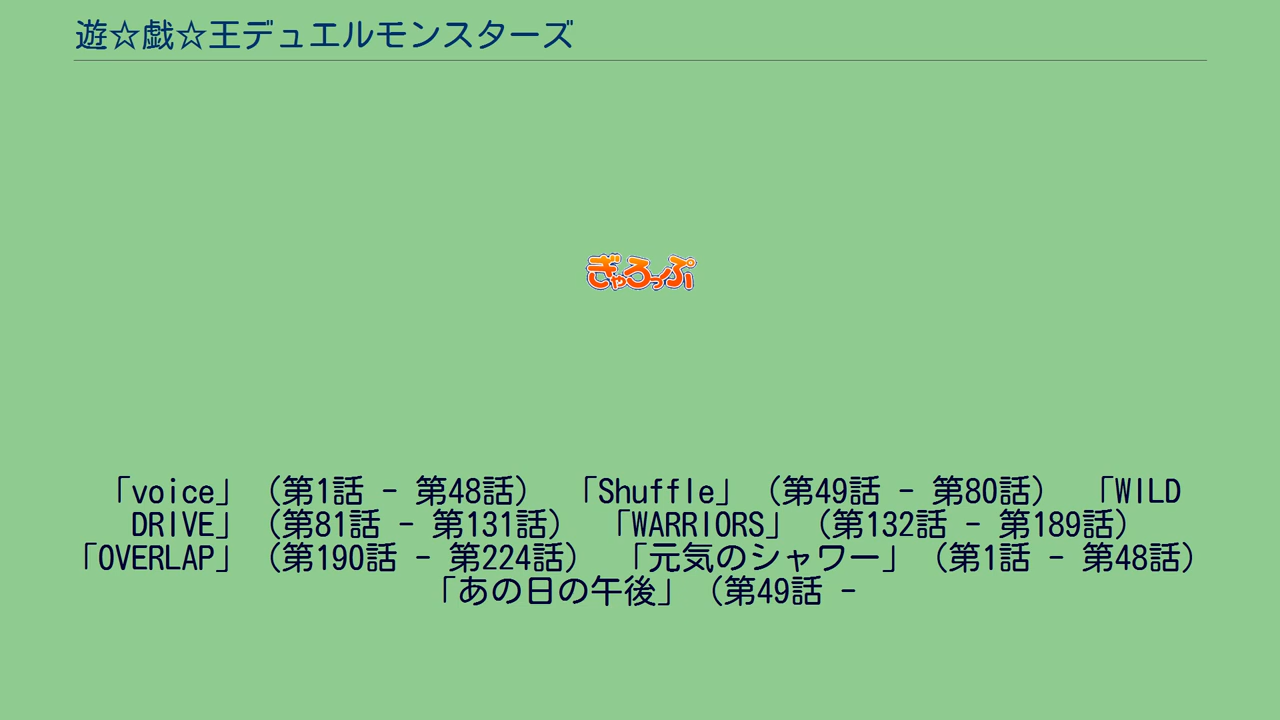 遊☆戯☆王デュエルモンスターズ
ぎゃろっぷ
「voice」（第1話 - 第48話）　「Shuffle」（第49話 - 第80話）　「WILD
DRIVE」（第81話 - 第131話）　「WARRIORS」（第132話 - 第189話）
「OVERLAP」（第190話 - 第224話）　「元気のシャワー」（第1話 - 第48話）
「あの日の午後」（第49話 -